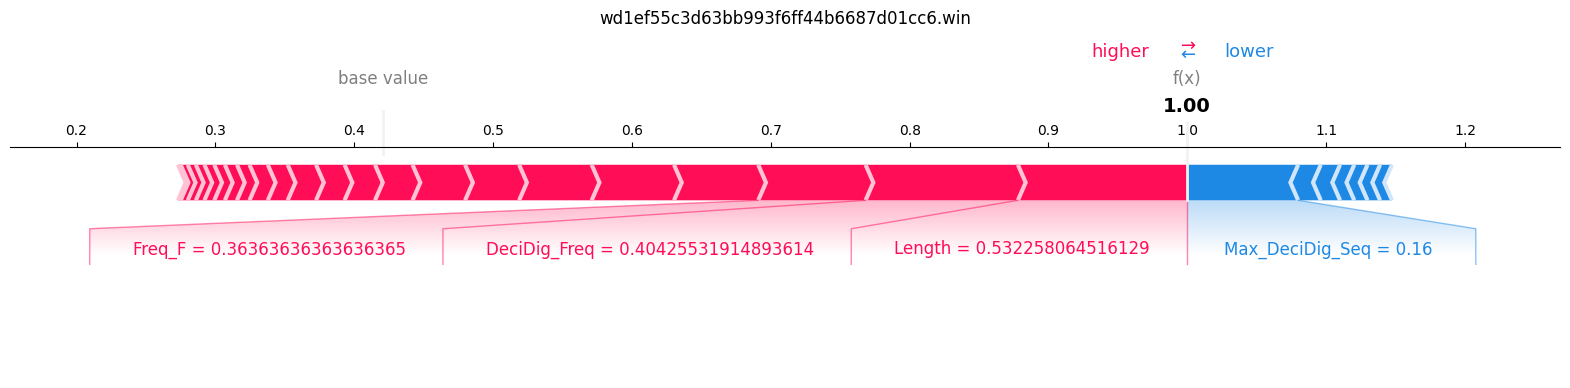 wd1ef55c3d63bb993f6ff44b6687d01cc6.win
higher ⇄ lower
base value f(x)
1.00
0.2 0.3 0.4 0.5 0.6 0.7 0.8 0.9 1.0 1.1 1.2
Freq_F = 0.36363636363636365 DeciDig_Freq = 0.40425531914893614 Length = 0.532258064516129 Max_DeciDig_Seq = 0.16